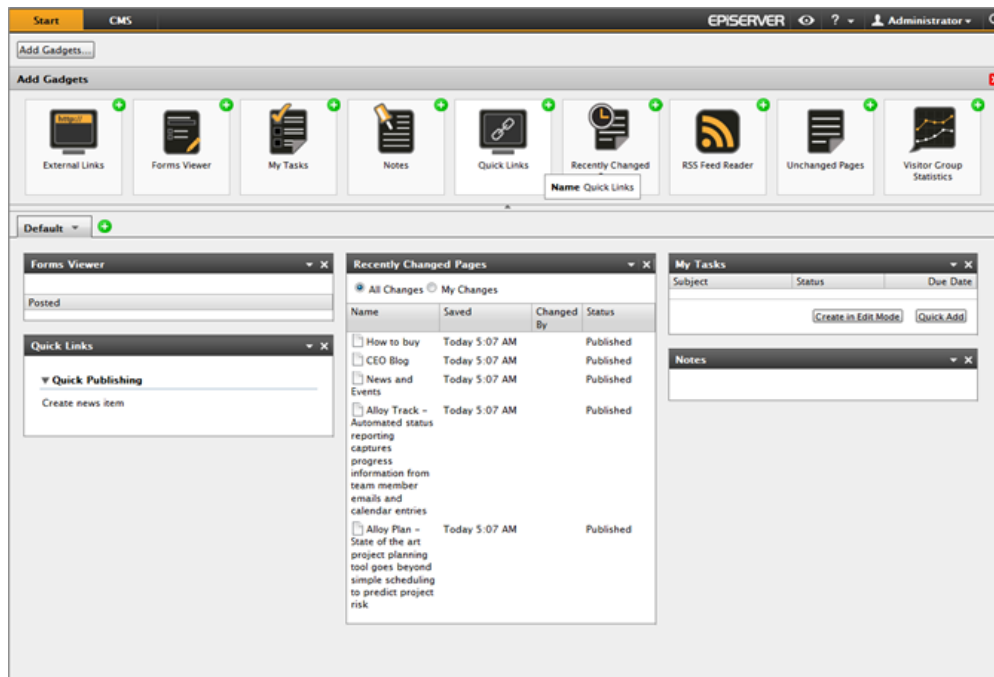 Start CMS EPISERVER ? Administrator
Add Gadgets...
Add Gadgets
http://
External Links Forms Viewer My Tasks Notes Quick Links Recently Changed RSS Feed Reader Unchanged Pages Visitor Group
Statistics
Name Quick Links
Default
Forms Viewer
Posted
Quick Links
Quick Publishing
Create news item
Recently Changed Pages
All Changes My Changes
Name Saved Changed Status
By
How to buy Today 5:07 AM Published
CEO Blog Today 5:07 AM Published
News and Today 5:07 AM Published
Events
Alloy Track – Today 5:07 AM Published
Automated status
reporting
captures
progress
information from
team member
emails and
calendar entries
Alloy Plan – Today 5:07 AM Published
State of the art
project planning
tool goes beyond
simple scheduling
to predict project
risk
My Tasks
Subject Status Due Date
Create in Edit Mode Quick Add
Notes